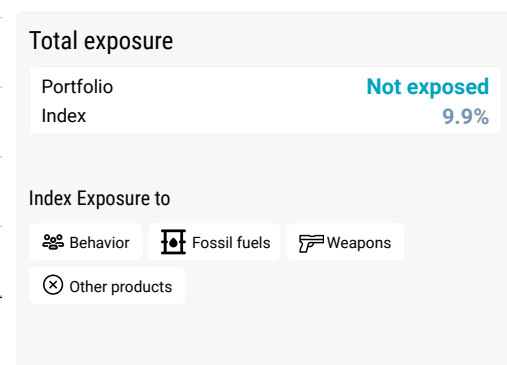 Total exposure
Portfolio Not exposed
Index 9.9%
Index Exposure to
Behavior Fossil fuels Weapons
Other products